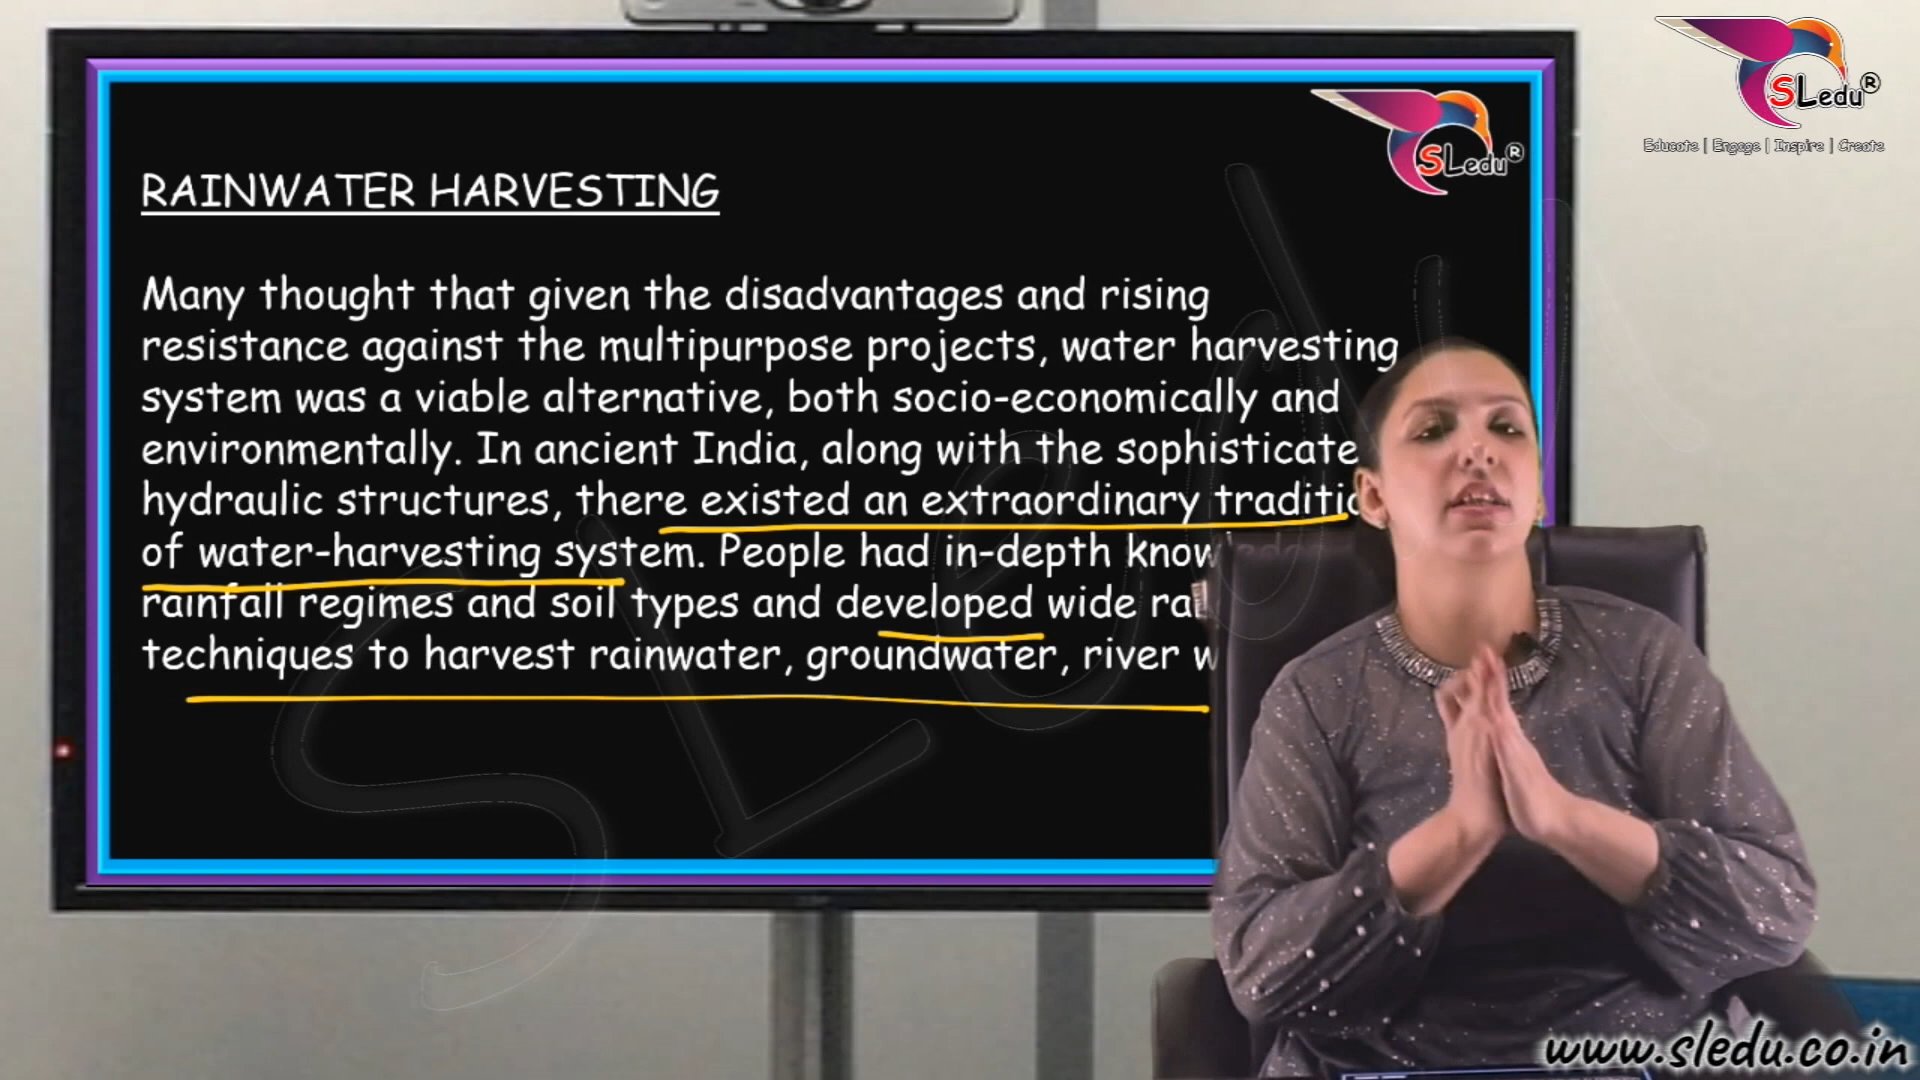 RAINWATER HARVESTING
Many thought that given the disadvantages and rising
resistance against the multipurpose projects, water harvesting
system was a viable alternative, both socio-economically and
environmentally. In ancient India, along with the sophisticate
hydraulic structures, there existed an extraordinary
of water-harvesting system. People had in-depth
rainfall regimes and soil types and developed wide
techniques to harvest rainwater, groundwater, river
SLedu®
SLedu®
Educate | Engage | Inspire | Create
SLedu
www.sledu.co.in